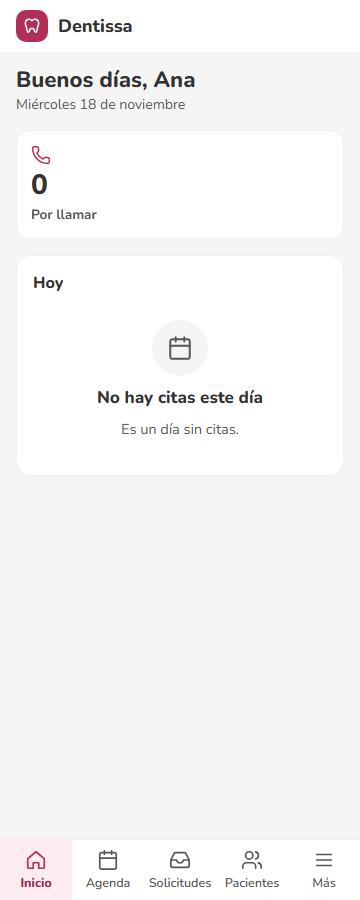 Dentissa
Buenos días, Ana
Miércoles 18 de noviembre
0
Por llamar
Hoy
No hay citas este día
Es un día sin citas.
Inicio
Agenda
Solicitudes
Pacientes
Más